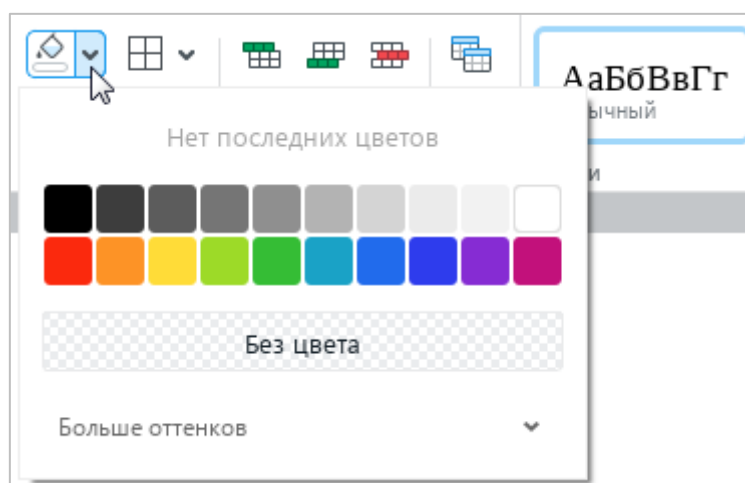 АаБбВвГг
ычный
и
Нет последних цветов
Без цвета
Больше оттенков